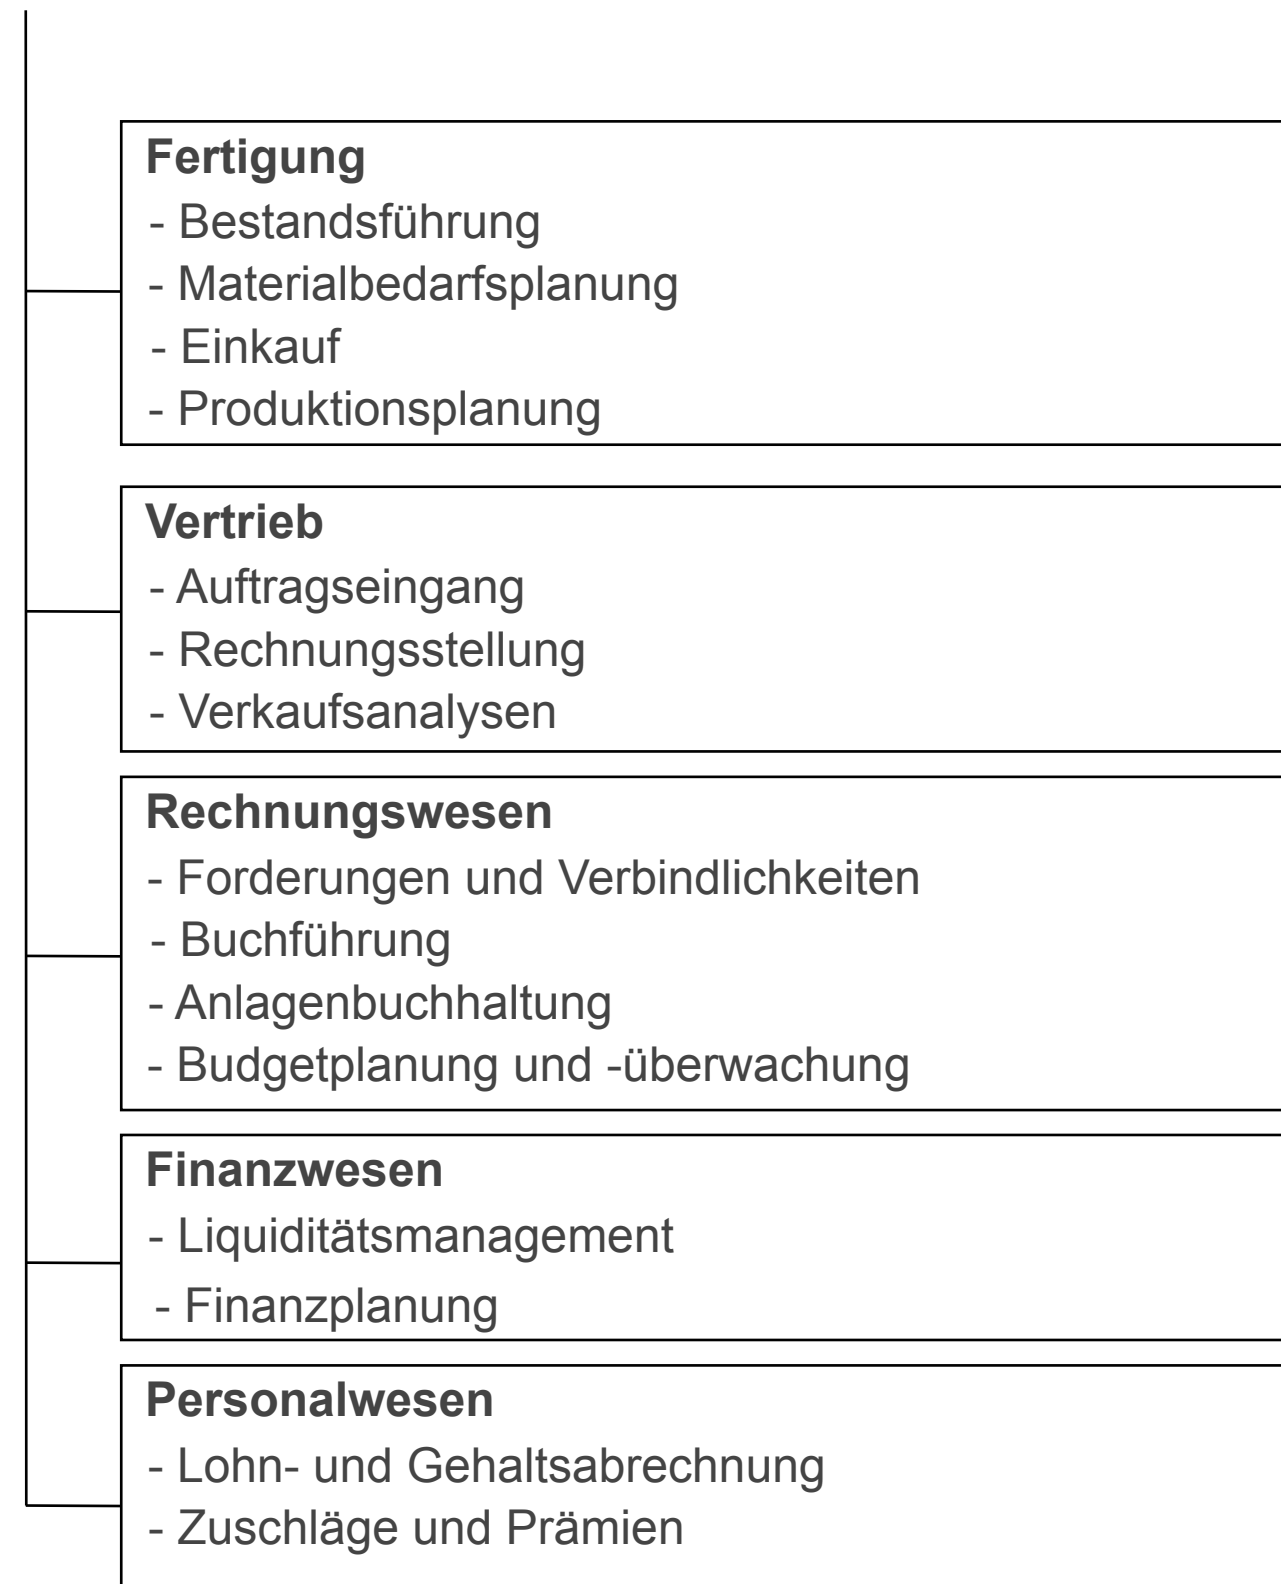 Fertigung
- Bestandsführung
- Materialbedarfsplanung
- Einkauf
- Produktionsplanung
Vertrieb
- Auftragseingang
- Rechnungsstellung
- Verkaufsanalysen
Rechnungswesen
- Forderungen und Verbindlichkeiten
- Buchführung
- Anlagenbuchhaltung
- Budgetplanung und -überwachung
Finanzwesen
- Liquiditätsmanagement
- Finanzplanung
Personalwesen
- Lohn- und Gehaltsabrechnung
- Zuschläge und Prämien